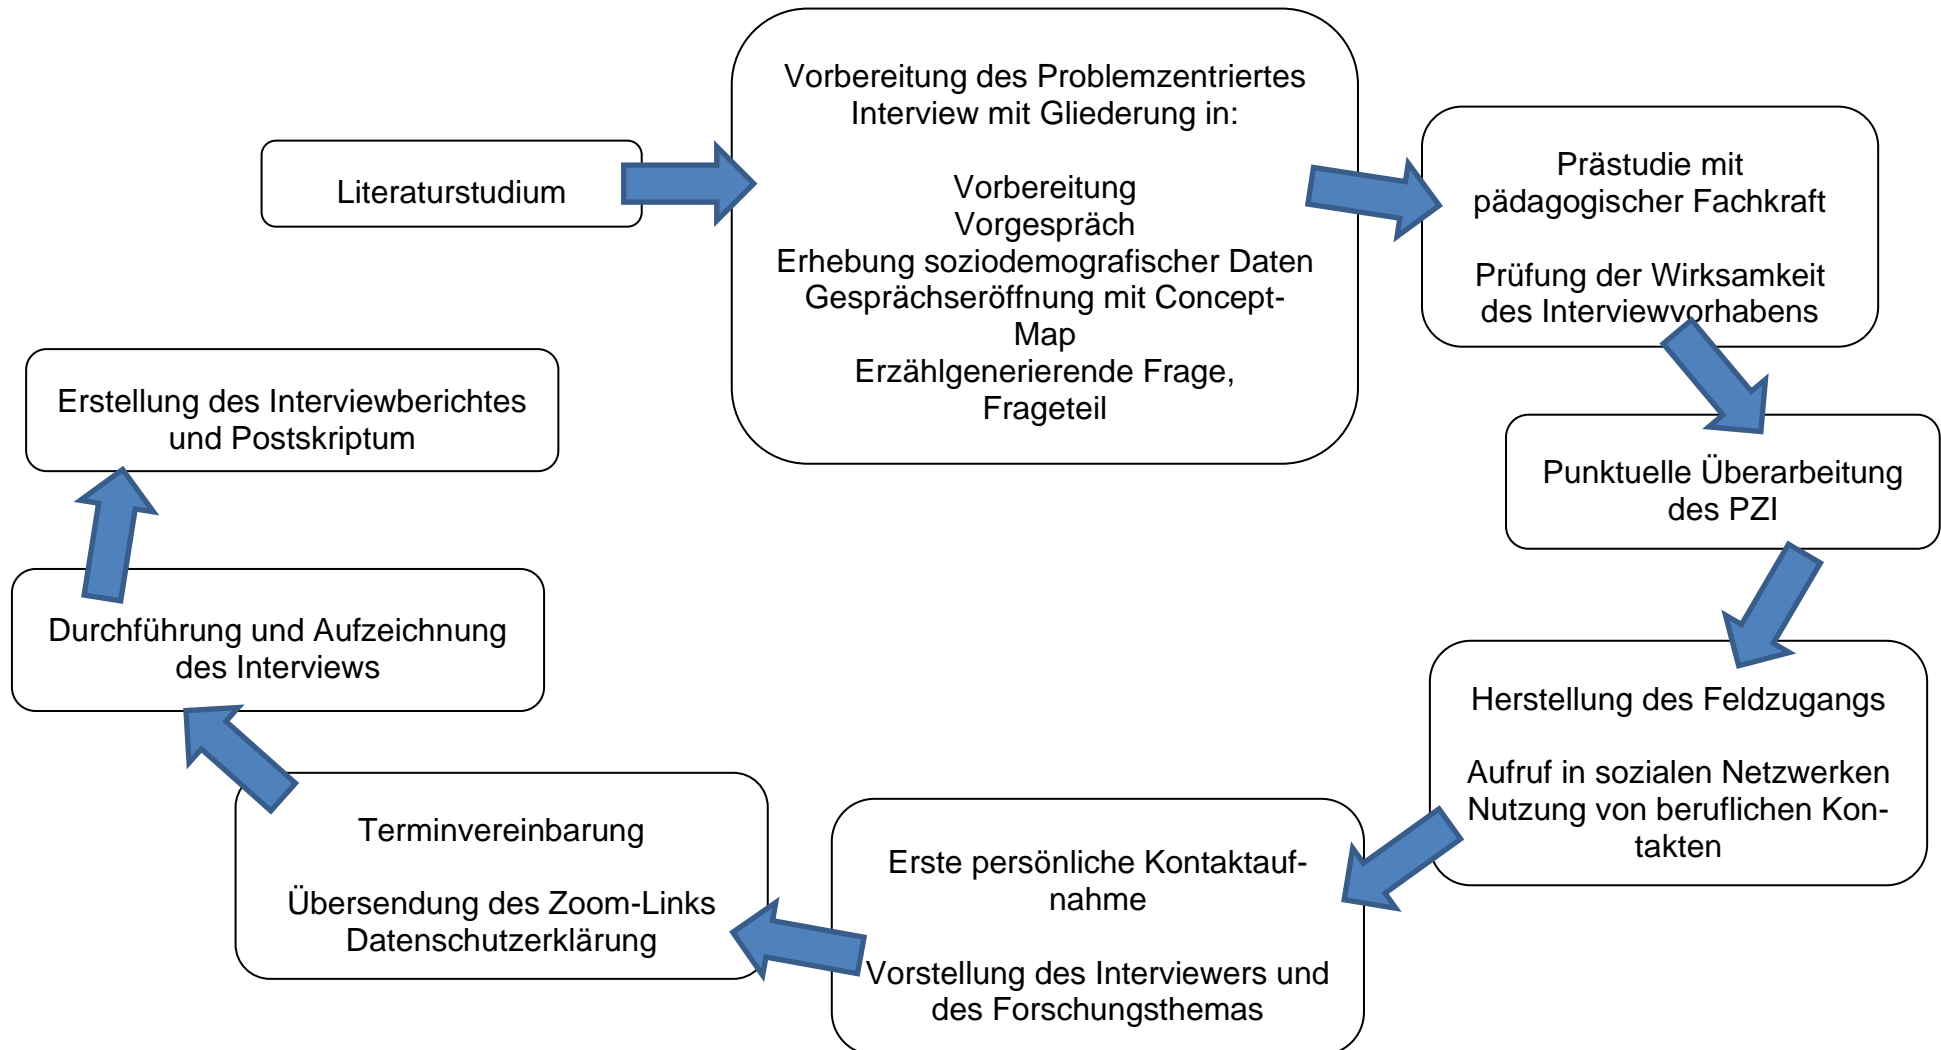 Literaturstudium
Vorbereitung des Problemzentriertes
Interview mit Gliederung in:
Vorbereitung
Vorgespräch
Erhebung soziodemografischer Daten
Gesprächseröffnung mit Concept-
Map
Erzählgenerierende Frage,
Frageteil
Prästudie mit
pädagogischer Fachkraft
Prüfung der Wirksamkeit
des Interviewvorhabens
Punktuelle Überarbeitung
des PZI
Herstellung des Feldzugangs
Aufruf in sozialen Netzwerken
Nutzung von beruflichen Kon-
takten
Erste persönliche Kontaktauf-
nahme
Vorstellung des Interviewers und
des Forschungsthemas
Terminvereinbarung
Übersendung des Zoom-Links
Datenschutzerklärung
Durchführung und Aufzeichnung
des Interviews
Erstellung des Interviewberichtes
und Postskriptum